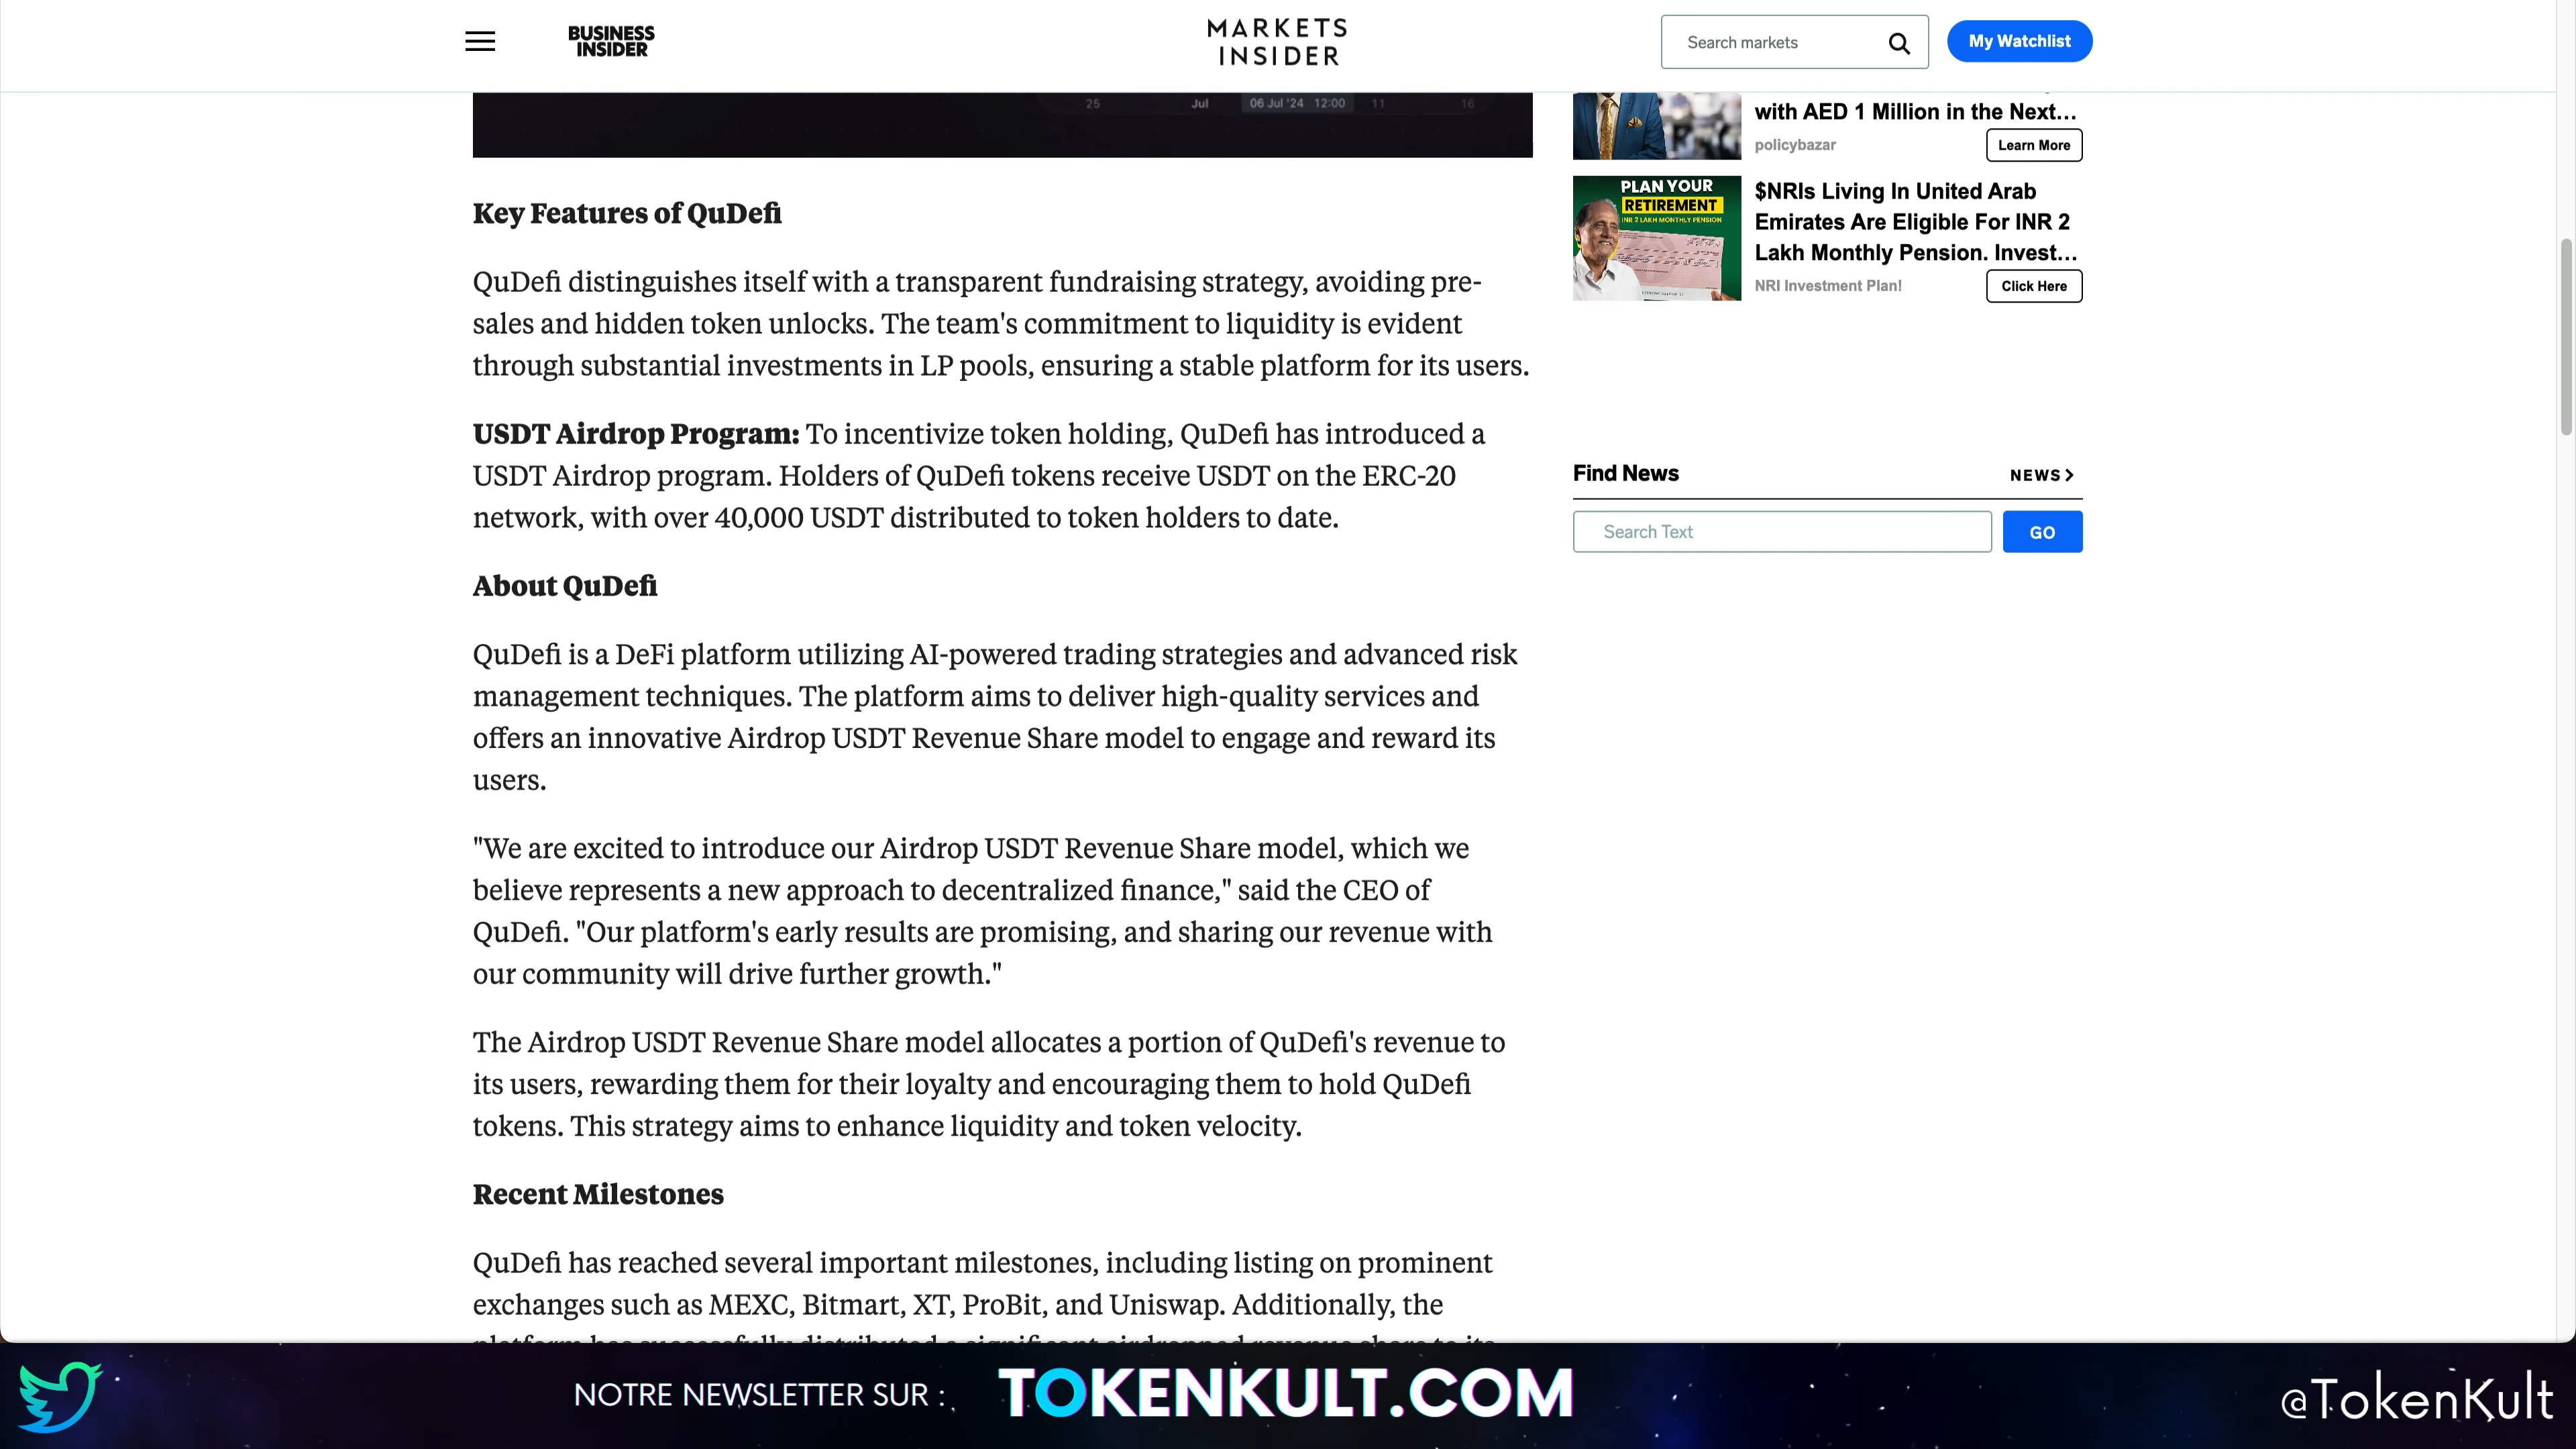 BUSINESS
INSIDER
MARKETS
INSIDER
Search markets
My Watchlist
25 Jul 06 Jul '24 12:00 11 16
Key Features of QuDefi
QuDefi distinguishes itself with a transparent fundraising strategy, avoiding pre-
sales and hidden token unlocks. The team's commitment to liquidity is evident
through substantial investments in LP pools, ensuring a stable platform for its users.
USDT Airdrop Program: To incentivize token holding, QuDefi has introduced a
USDT Airdrop program. Holders of QuDefi tokens receive USDT on the ERC-20
network, with over 40,000 USDT distributed to token holders to date.
About QuDefi
QuDefi is a DeFi platform utilizing AI-powered trading strategies and advanced risk
management techniques. The platform aims to deliver high-quality services and
offers an innovative Airdrop USDT Revenue Share model to engage and reward its
users.
"We are excited to introduce our Airdrop USDT Revenue Share model, which we
believe represents a new approach to decentralized finance," said the CEO of
QuDefi. "Our platform's early results are promising, and sharing our revenue with
our community will drive further growth."
The Airdrop USDT Revenue Share model allocates a portion of QuDefi's revenue to
its users, rewarding them for their loyalty and encouraging them to hold QuDefi
tokens. This strategy aims to enhance liquidity and token velocity.
Recent Milestones
QuDefi has reached several important milestones, including listing on prominent
exchanges such as MEXC, Bitmart, XT, ProBit, and Uniswap. Additionally, the
platform has successfully distributed a significant airdropped revenue share to its
with AED 1 Million in the Next...
policybazar
Learn More
PLAN YOUR
RETIREMENT
INR 2 LAKH MONTHLY PENSION
$NRIs Living In United Arab
Emirates Are Eligible For INR 2
Lakh Monthly Pension. Invest...
NRI Investment Plan!
Click Here
Find News
NEWS >
Search Text
GO
NOTRE NEWSLETTER SUR :
TOKENKULT.COM
@TokenKult